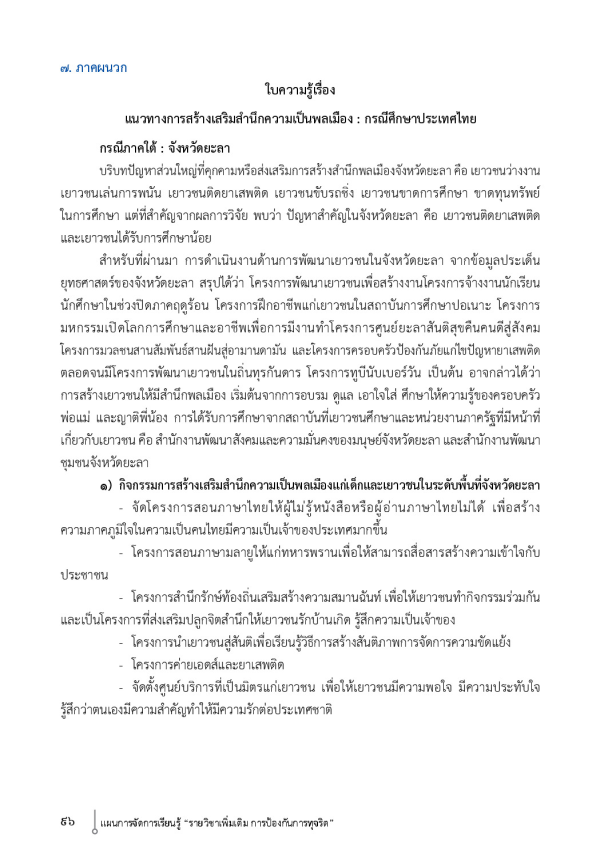 ๗. ภาคผนวก
ใบความรู้เรื่อง
แนวทางการสร้างเสริมสำนึกความเป็นพลเมือง : กรณีศึกษาประเทศไทย
กรณีภาคใต้ : จังหวัดยะลา
บริบทปัญหาส่วนใหญ่ที่คุกคามหรือส่งเสริมการสร้างสำนึกพลเมืองจังหวัดยะลา คือ เยาวชนว่างงาน
เยาวชนเล่นการพนัน เยาวชนติดยาเสพติด เยาวชนขับรถซิ่ง เยาวชนขาดการศึกษา ขาดทุนทรัพย์
ในการศึกษา แต่ที่สำคัญจากผลการวิจัย พบว่า ปัญหาสำคัญในจังหวัดยะลา คือ เยาวชนติดยาเสพติด
และเยาวชนได้รับการศึกษาน้อย
สำหรับที่ผ่านมา การดำเนินงานด้านการพัฒนาเยาวชนในจังหวัดยะลา จากข้อมูลประเด็น
ยุทธศาสตร์ของจังหวัดยะลา สรุปได้ว่า โครงการพัฒนาเยาวชนเพื่อสร้างงานโครงการจ้างงานนักเรียน
นักศึกษาในช่วงปิดภาคฤดูร้อน โครงการฝึกอาชีพแก่เยาวชนในสถาบันการศึกษาปอเนาะ โครงการ
มหกรรมเปิดโลกการศึกษาและอาชีพเพื่อการมีงานทำโครงการศูนย์ยะลาสันติสุขคืนคนดีสู่สังคม
โครงการมวลชนสานสัมพันธ์สานฝันสู่อามานดามัน และโครงการครอบครัวป้องกันภัยแก้ไขปัญหายาเสพติด
ตลอดจนมีโครงการพัฒนาเยาวชนในถิ่นทุรกันดาร โครงการทูบีนัมเบอร์วัน เป็นต้น อาจกล่าวได้ว่า
การสร้างเยาวชนให้มีสำนึกพลเมือง เริ่มต้นจากการอบรม ดูแล เอาใจใส่ ศึกษาให้ความรู้ของครอบครัว
พ่อแม่ และญาติพี่น้อง การได้รับการศึกษาจากสถาบันที่เยาวชนศึกษาและหน่วยงานภาครัฐที่มีหน้าที่
เกี่ยวกับเยาวชน คือ สำนักงานพัฒนาสังคมและความมั่นคงของมนุษย์จังหวัดยะลา และสำนักงานพัฒนา
ชุมชนจังหวัดยะลา
๑) กิจกรรมการสร้างเสริมสำนึกความเป็นพลเมืองแก่เด็กและเยาวชนในระดับพื้นที่จังหวัดยะลา
- จัดโครงการสอนภาษาไทยให้ผู้ไม่รู้หนังสือหรือผู้อ่านภาษาไทยไม่ได้ เพื่อสร้าง
ความภาคภูมิใจในความเป็นคนไทยมีความเป็นเจ้าของประเทศมากขึ้น
- โครงการสอนภาษามลายูให้แก่ทหารพรานเพื่อให้สามารถสื่อสารสร้างความเข้าใจกับ
ประชาชน
- โครงการสำนึกรักษ์ท้องถิ่นเสริมสร้างความสมานฉันท์ เพื่อให้เยาวชนทำกิจกรรมร่วมกัน
และเป็นโครงการที่ส่งเสริมปลูกจิตสำนึกให้เยาวชนรักบ้านเกิด รู้สึกความเป็นเจ้าของ
- โครงการนำเยาวชนสู่สันติเพื่อเรียนรู้วิธีการสร้างสันติภาพการจัดการความขัดแย้ง
- โครงการค่ายเอดส์และยาเสพติด
- จัดตั้งศูนย์บริการที่เป็นมิตรแก่เยาวชน เพื่อให้เยาวชนมีความพอใจ มีความประทับใจ
รู้สึกว่าตนเองมีความสำคัญทำให้มีความรักต่อประเทศชาติ
๕๖ แผนการจัดการเรียนรู้ “รายวิชาเพิ่มเติม การป้องกันการทุจริต”